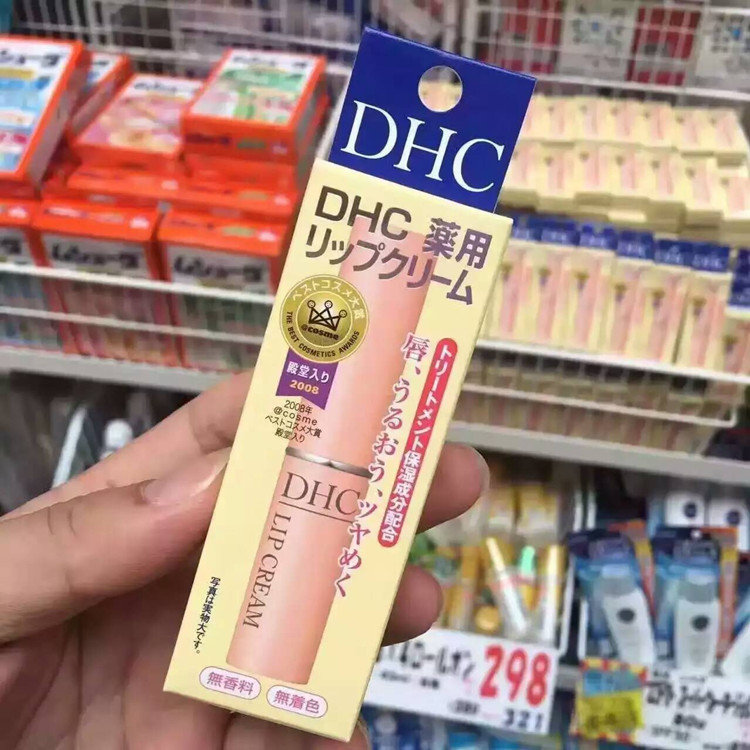 DHC
DHC 薬用
リップクリーム
ベストコスメ大賞
@cosme
THE BEST COSMETICS AWARDS
殿堂入り
2008
2008年
@cosme
ベストコスメ大賞
殿堂入り
トリートメント保湿成分配合
唇、うるおう、ツヤめく
DHC
LIP CREAM
写真は実物大です。
無香料
無着色
298
321